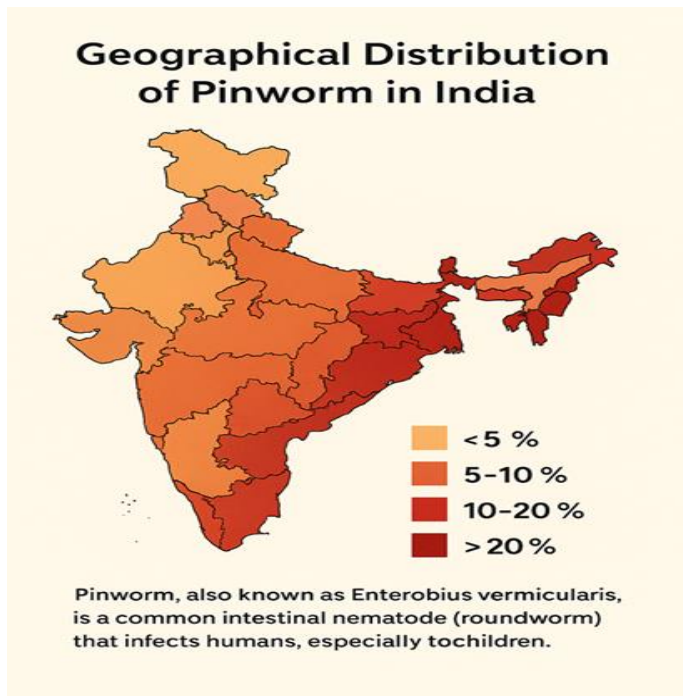 Geographical Distribution
of Pinworm in India
<5 %
5-10 %
10-20 %
>20 %
Pinworm, also known as Enterobius vermicularis,
is a common intestinal nematode (roundworm)
that infects humans, especially tochildren.